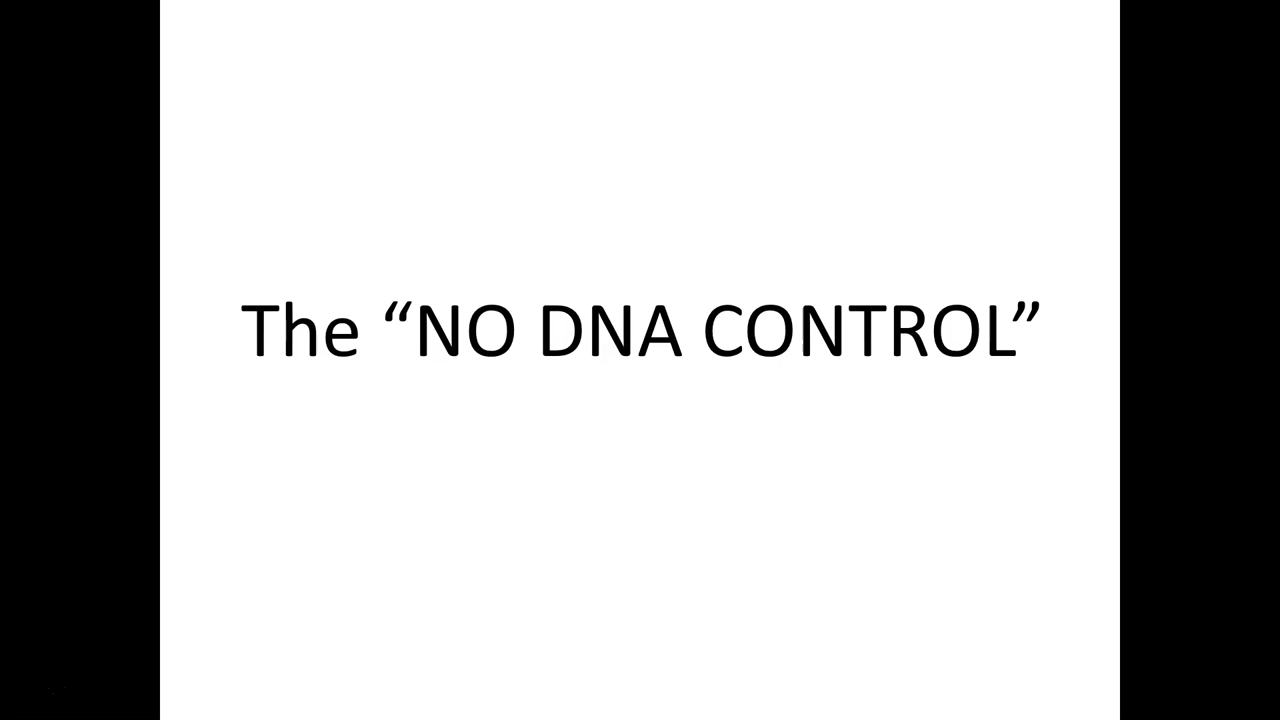 The “NO DNA CONTROL”